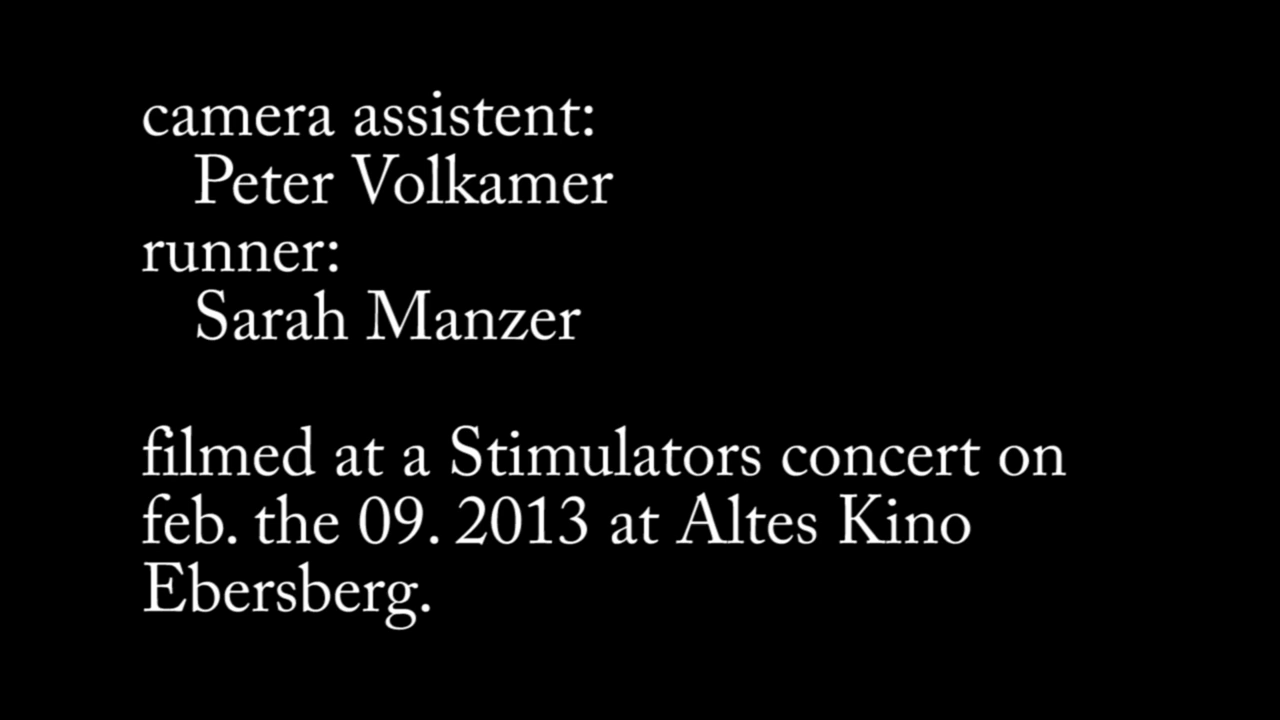 camera assistent:
Peter Volkamer
runner:
Sarah Manzer
filmed at a Stimulators concert on
feb. the 09. 2013 at Altes Kino
Ebersberg.